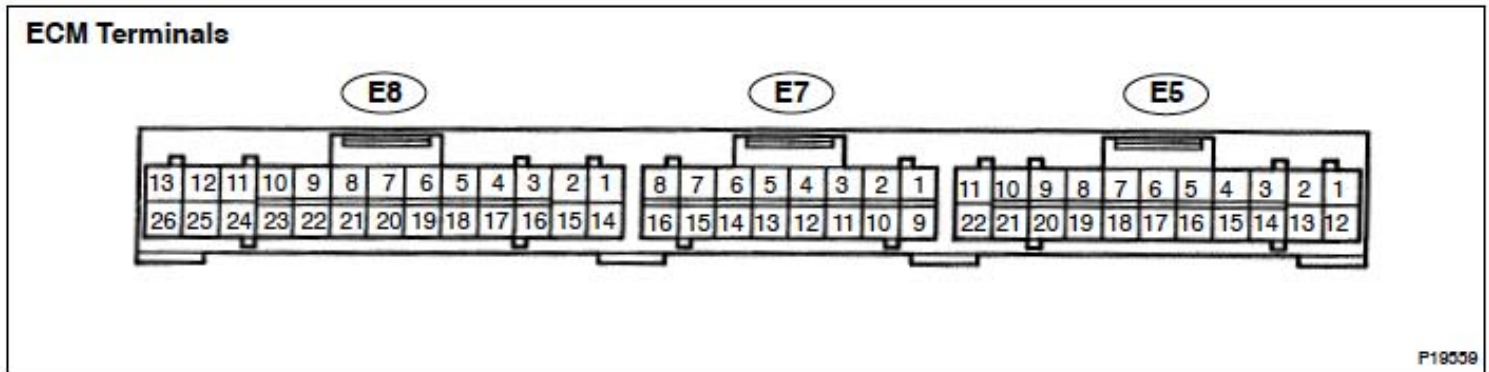 ECM Terminals
E8 E7 E5
13 12 11 10 9 8 7 6 5 4 3 2 1 8 7 6 5 4 3 2 1 11 10 9 8 7 6 5 4 3 2 1
26 25 24 23 22 21 20 19 18 17 16 15 14 16 15 14 13 12 11 10 9 22 21 20 19 18 17 16 15 14 13 12
P19559